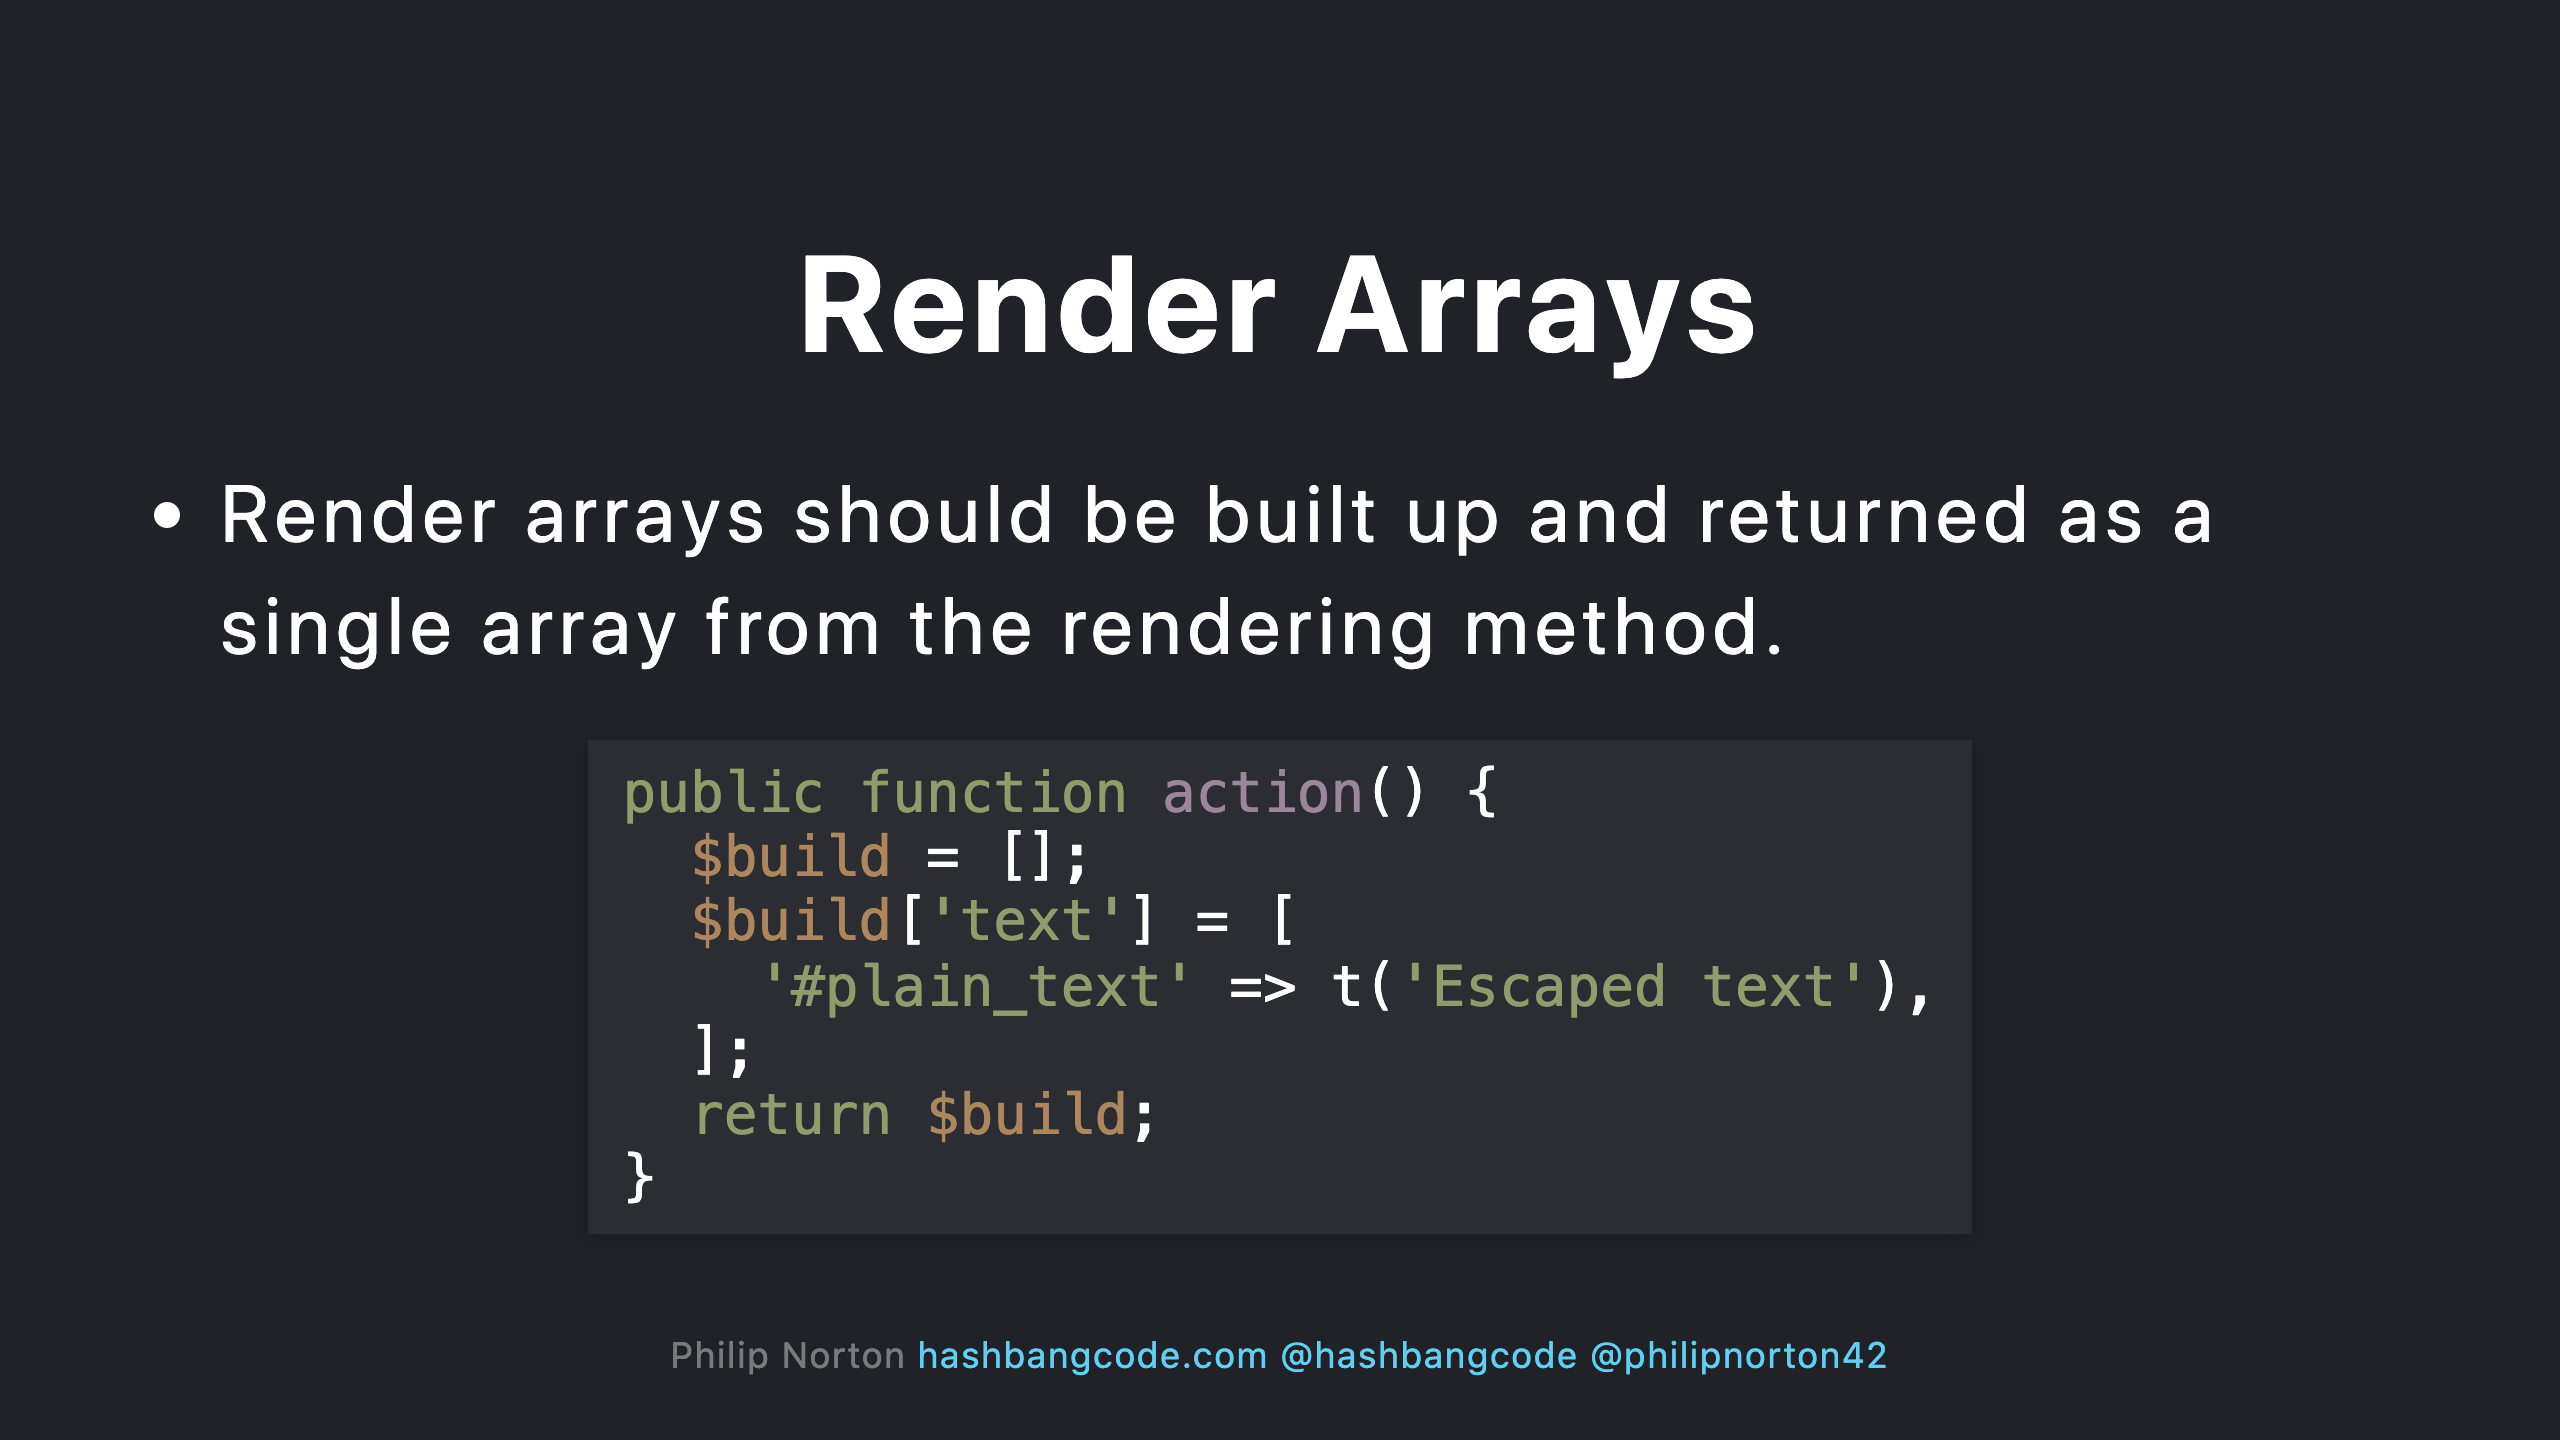 Render Arrays
• Render arrays should be built up and returned as a
single array from the rendering method.
public function action() {
  $build = [];
  $build['text'] = [
    '#plain_text' => t('Escaped text'),
  ];
  return $build;
}
Philip Norton hashbangcode.com @hashbangcode @philipnorton42